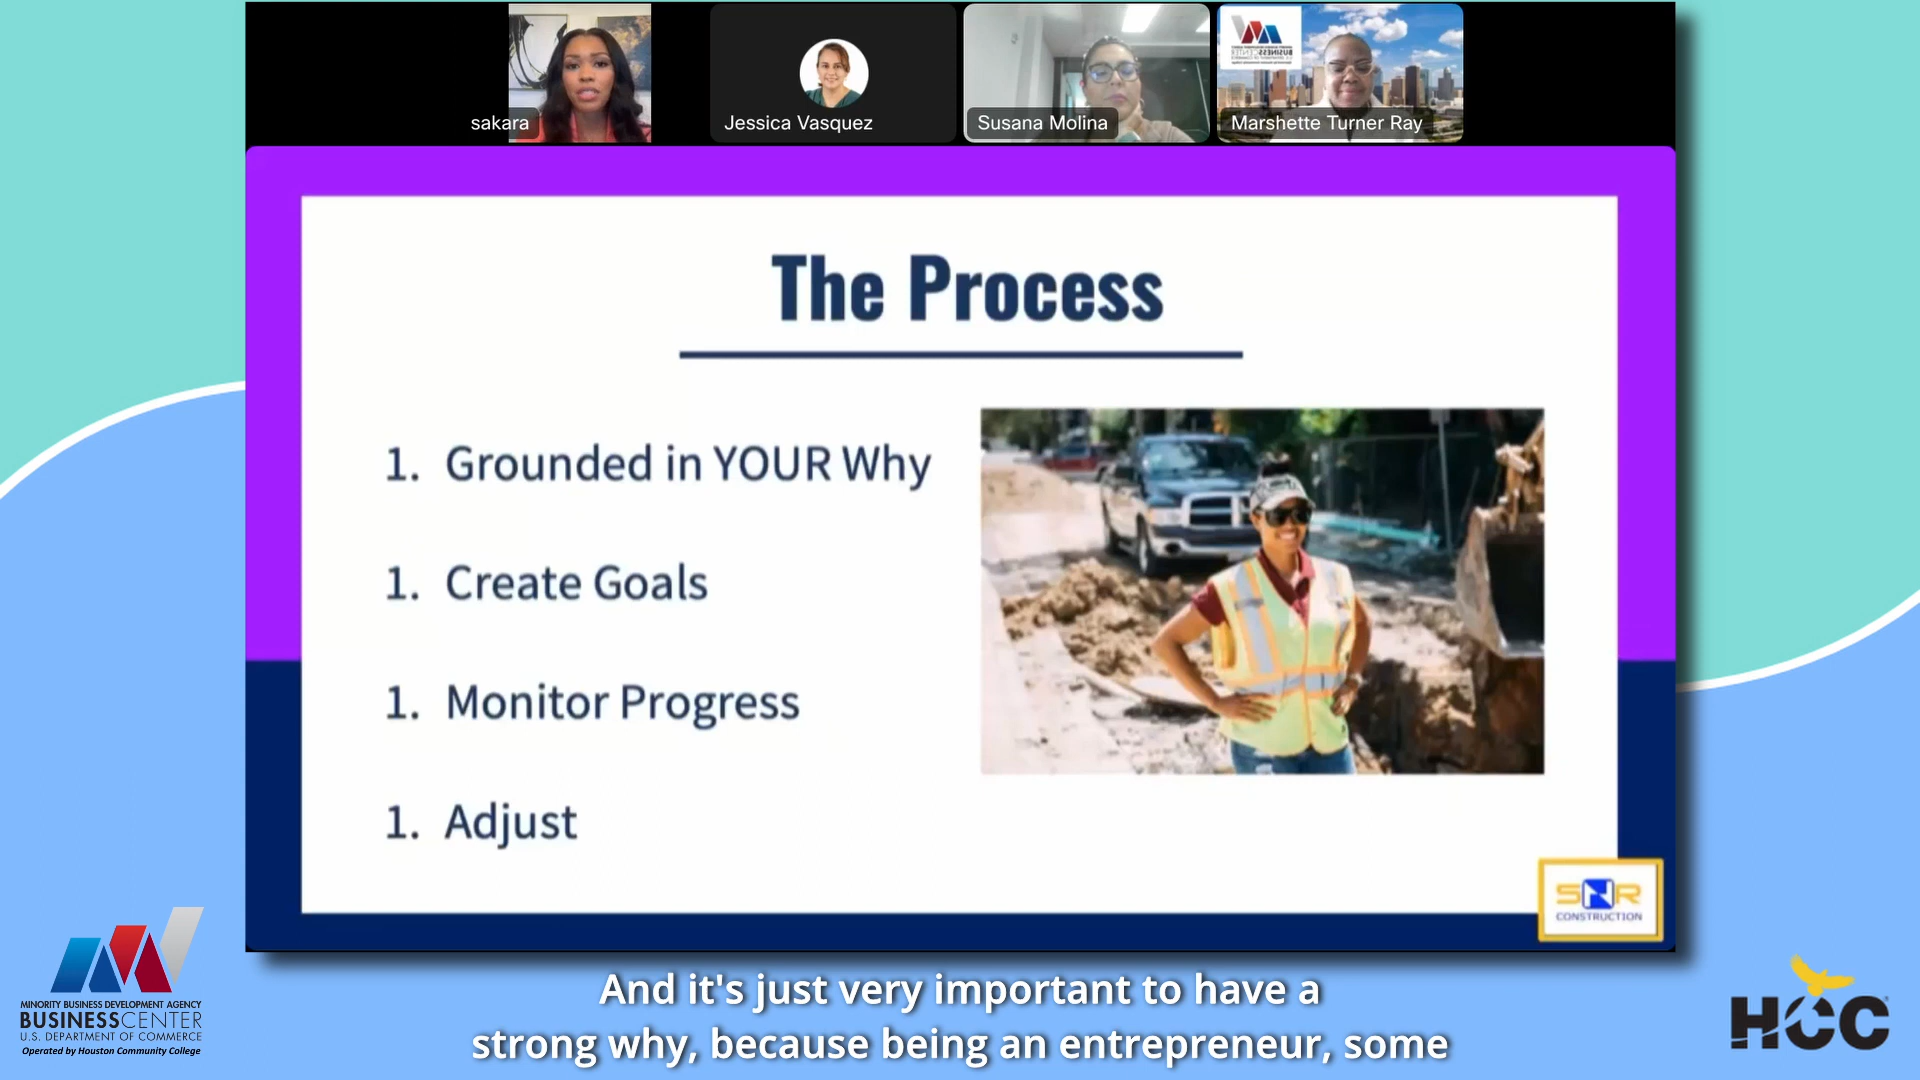 sakara
Jessica Vasquez
Susana Molina
Marshette Turner Ray
The Process
1. Grounded in YOUR Why
1. Create Goals
1. Monitor Progress
1. Adjust
SNR
CONSTRUCTION
MINORITY BUSINESS DEVELOPMENT AGENCY
BUSINESSCENTER
U.S. DEPARTMENT OF COMMERCE
Operated by Houston Community College
And it's just very important to have a
strong why, because being an entrepreneur, some
HCC